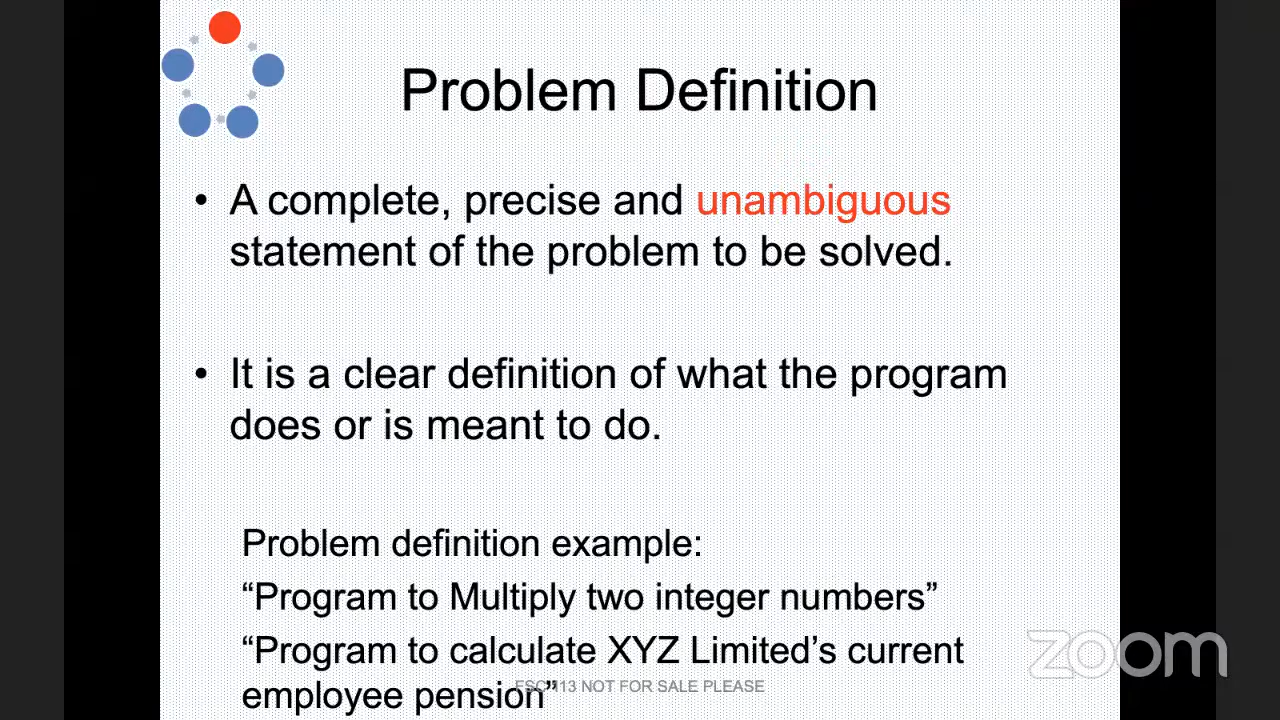 Problem Definition
• A complete, precise and unambiguous
statement of the problem to be solved.
• It is a clear definition of what the program
does or is meant to do.
Problem definition example:
“Program to Multiply two integer numbers”
“Program to calculate XYZ Limited’s current
employee pension”
FSC 113 NOT FOR SALE PLEASE
zoom